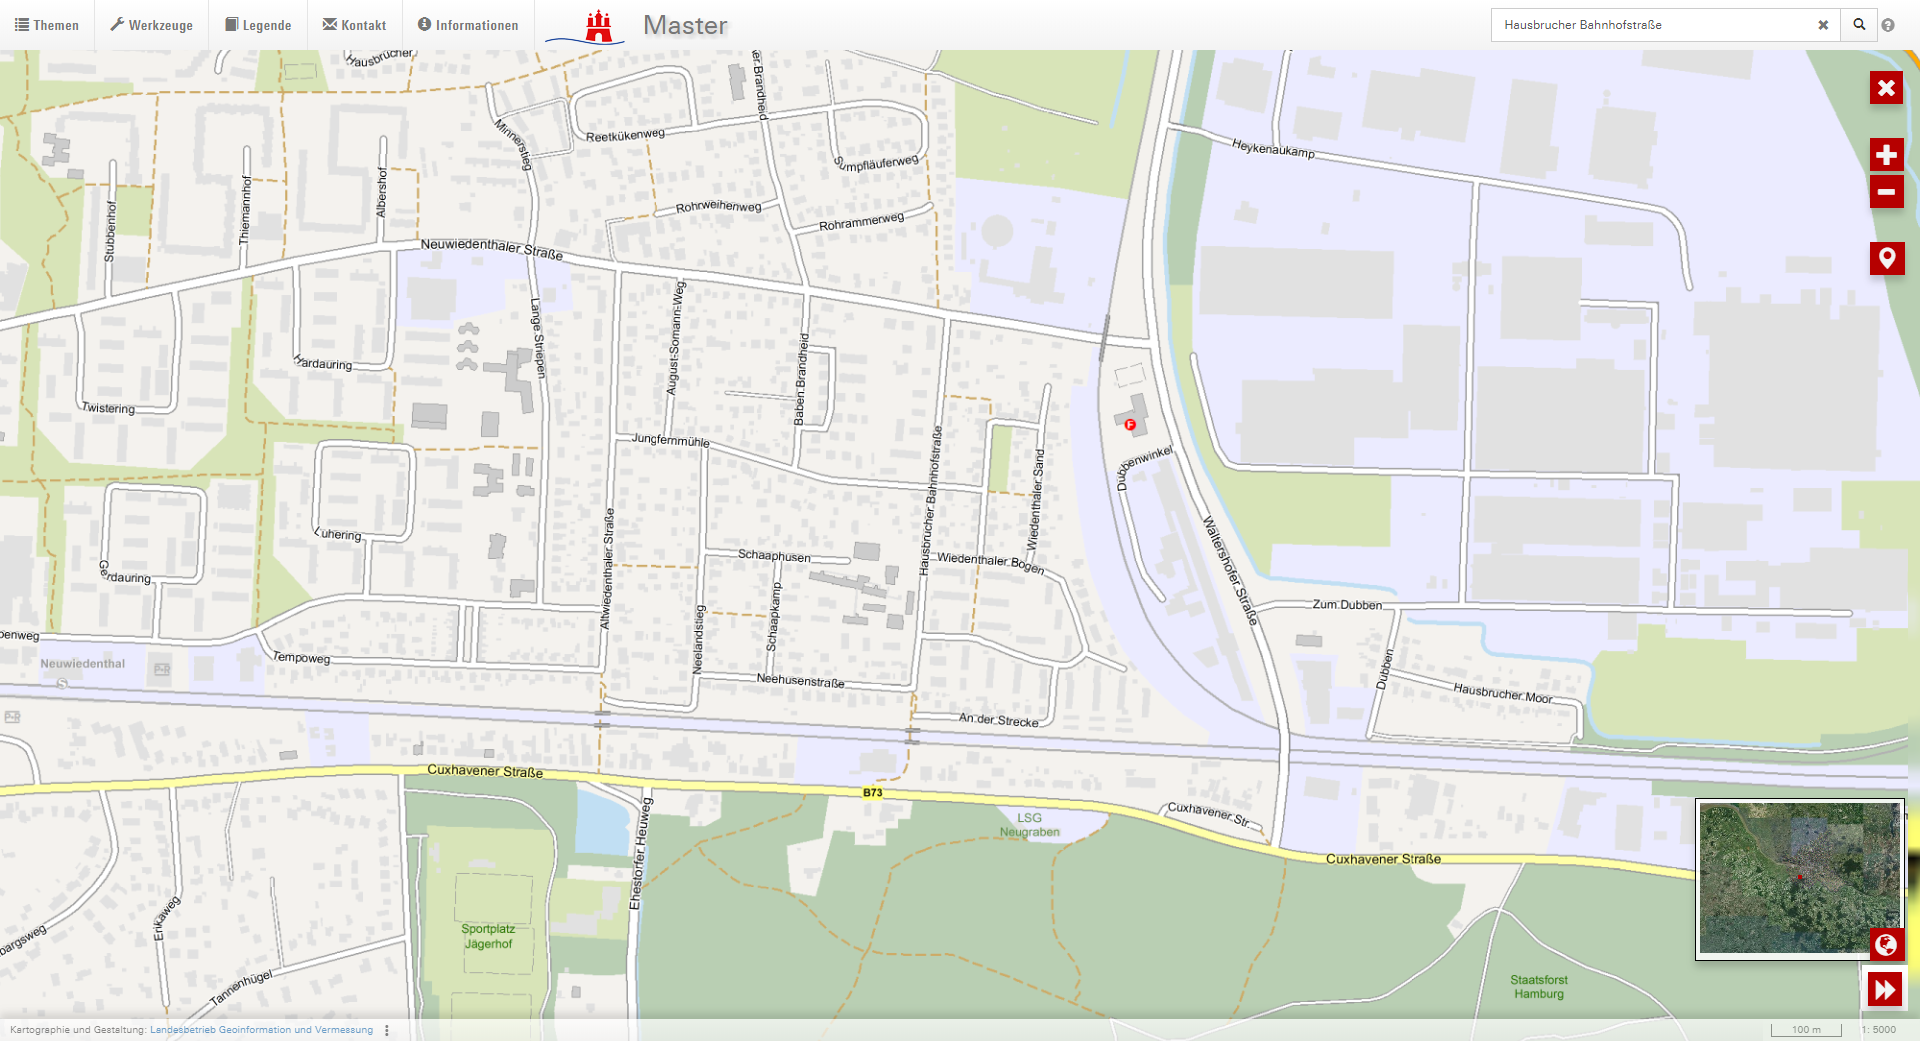 Themen
Werkzeuge
Legende
Kontakt
Informationen
Master
Hausbrucher Bahnhofstraße
Hausbrucher
Minnerstieg
Reetkükenweg
er Brandheid
Sumpfläuferweg
Heykenaukamp
Stubbenhof
Thiemannhof
Albershof
Rohrweihenweg
Rohrammerweg
Neuwiedenthaler Straße
Lange Striepen
August-Somann-Weg
Baben Brandheid
Hardauring
Twistering
Jungfernmühle
Hausbrucher Bahnhofstraße
Wiedenthaler Sand
F
Dubbenwinkel
Waltershofer Straße
Luhering
Gerdauring
Altwiedenthaler Straße
Schaaphusen
Schaapkamp
Neelandstieg
Wiedenthaler Bogen
Zum Dubben
Dubben
Hausbrucher Moor
benweg
Neuwiedenthal
S
Tempoweg
Neehusenstraße
An der Strecke
Cuxhavener Straße
B73
Cuxhavener Str.
LSG
Neugraben
Cuxhavener Straße
Ehestorfer Heuweg
Erikaweg
bargsweg
Tannenhügel
Sportplatz
Jägerhof
Staatsforst
Hamburg
Kartographie und Gestaltung: Landesbetrieb Geoinformation und Vermessung
100 m
1: 5000